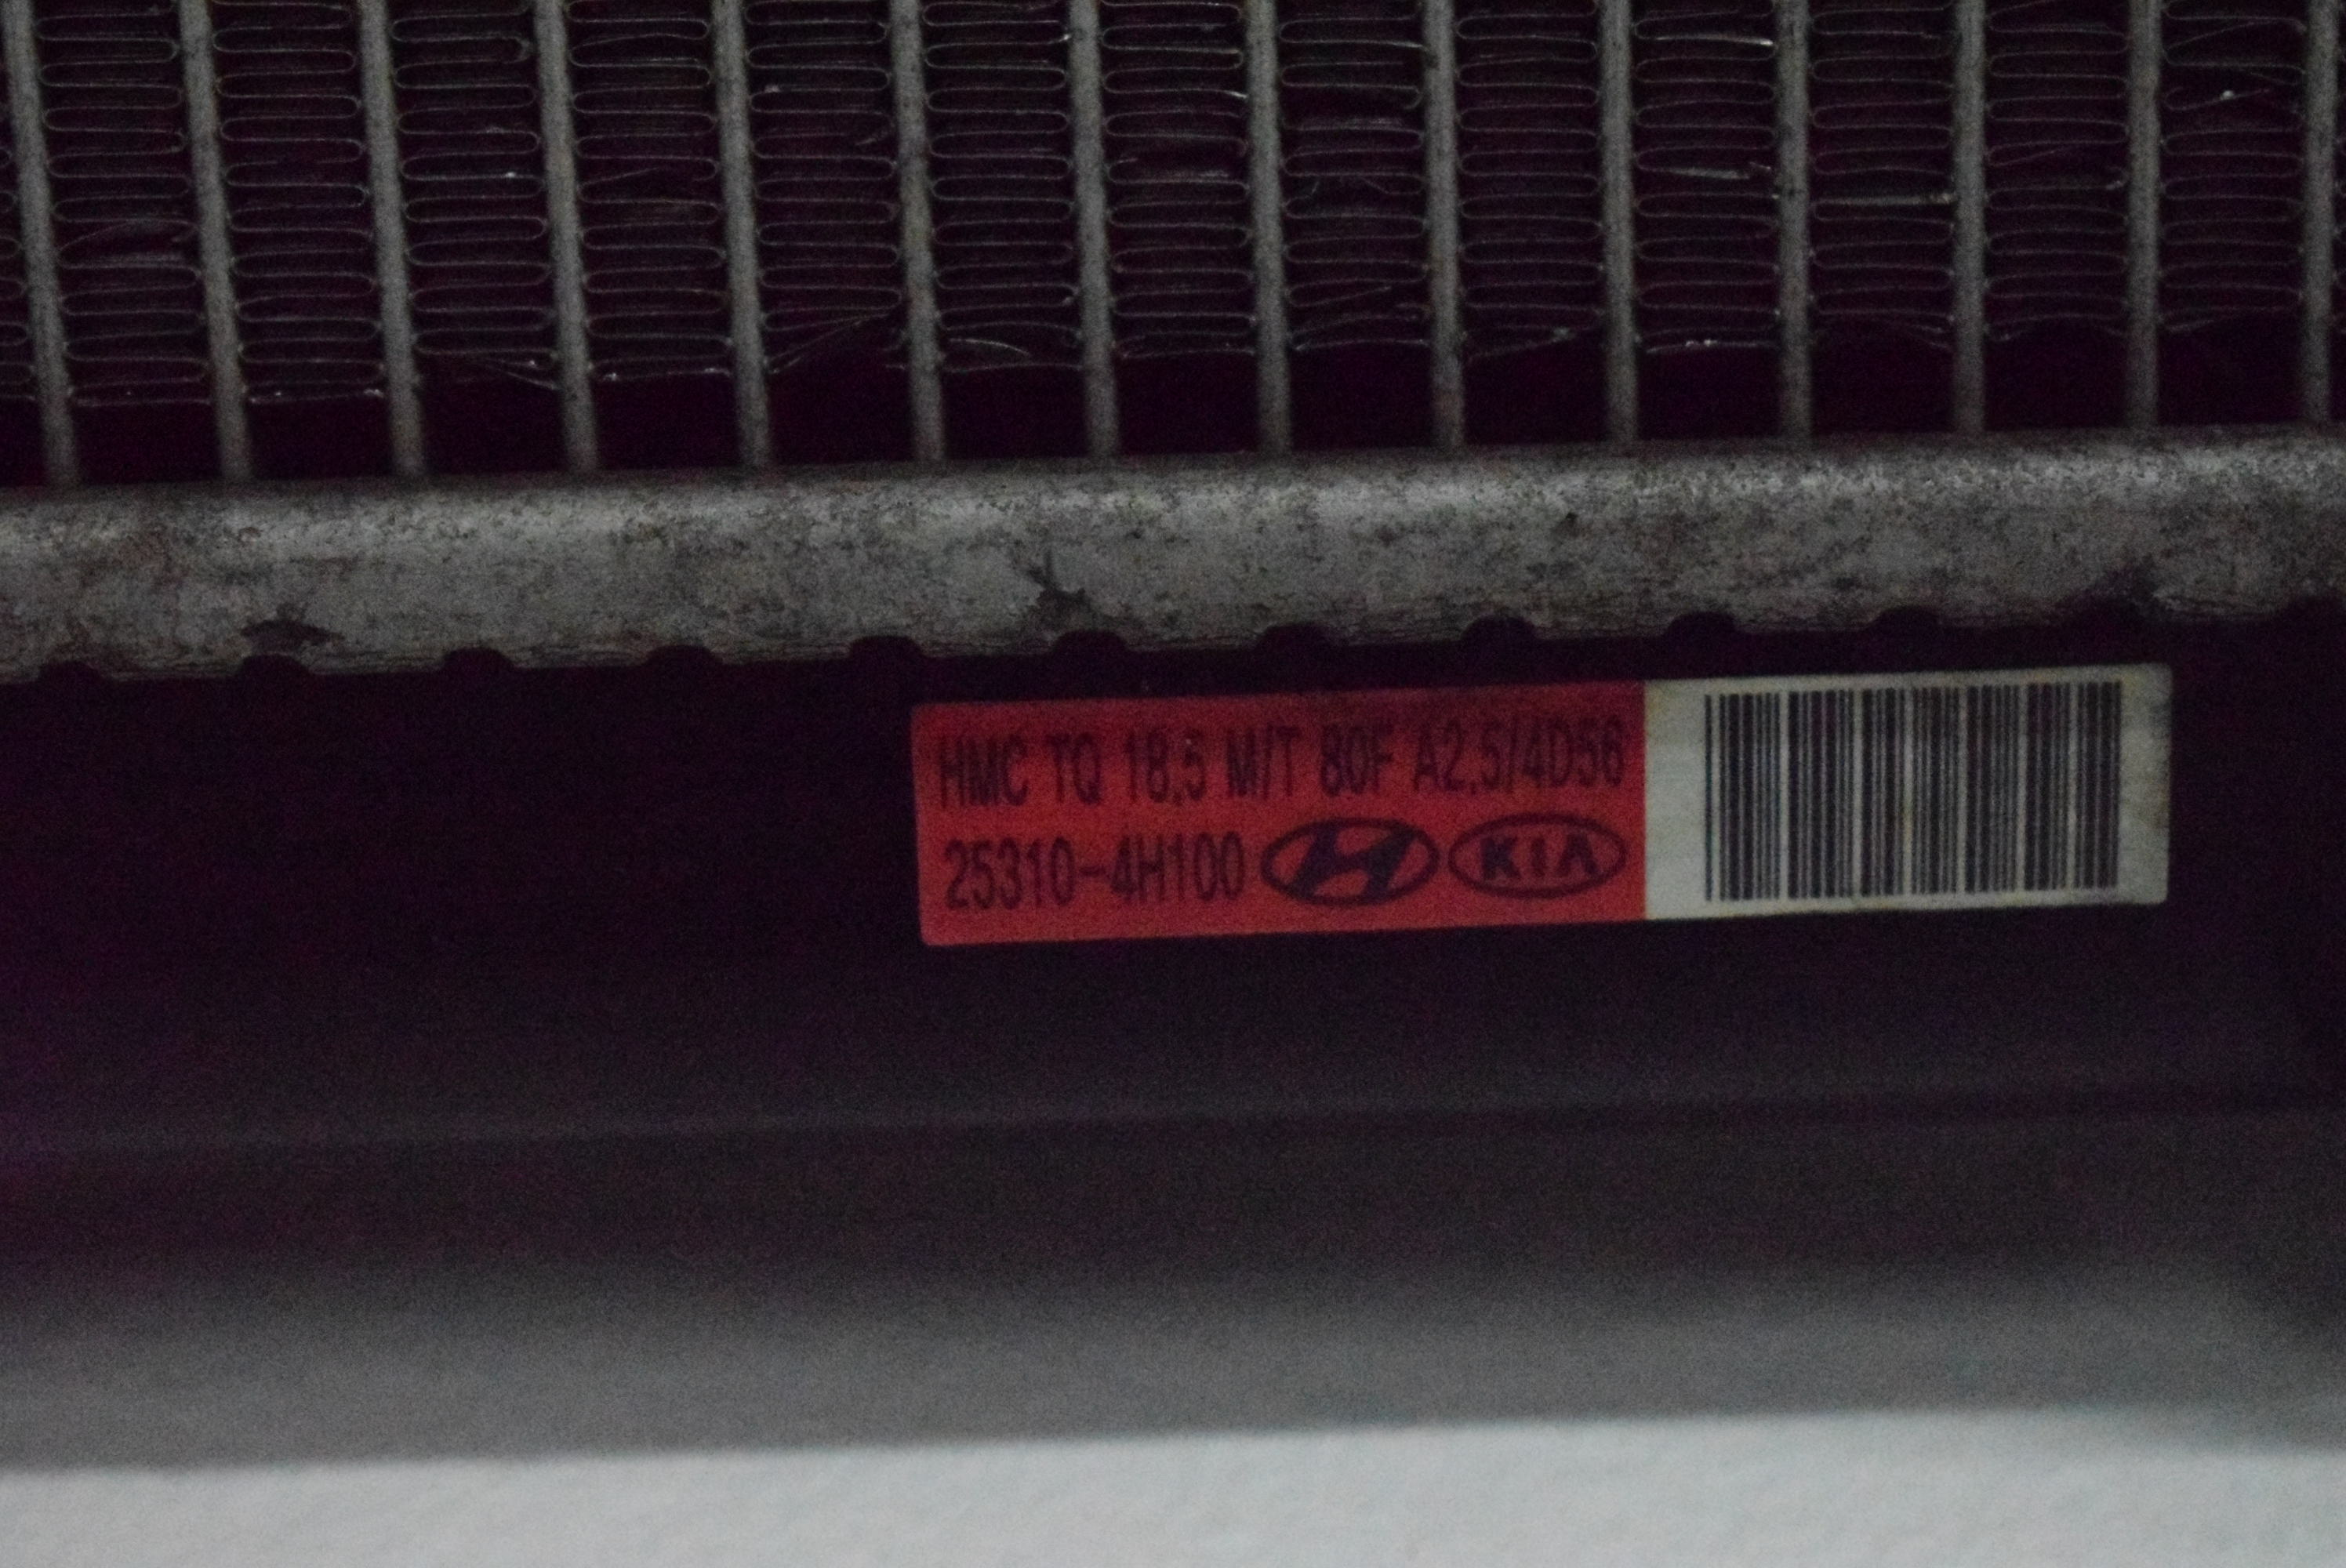 HMC TQ 18.5 M/T 80F A2.5/4D56
25310-4H100 KIA